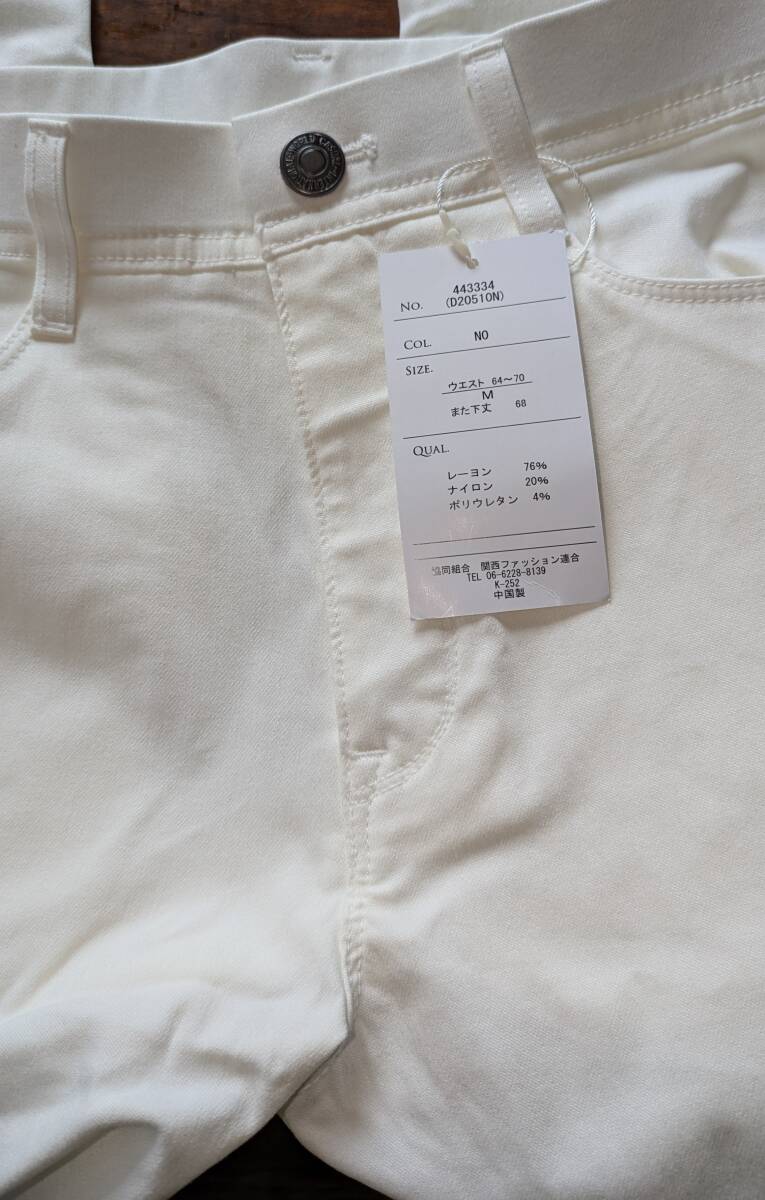 No. 443334
(D20510N)
COL. NO
SIZE.
ウエスト 64～70
M
また下丈 68
QUAL.
レーヨン 76%
ナイロン 20%
ポリウレタン 4%
協同組合 関西ファッション連合
TEL 06-6228-8139
K-252
中国製